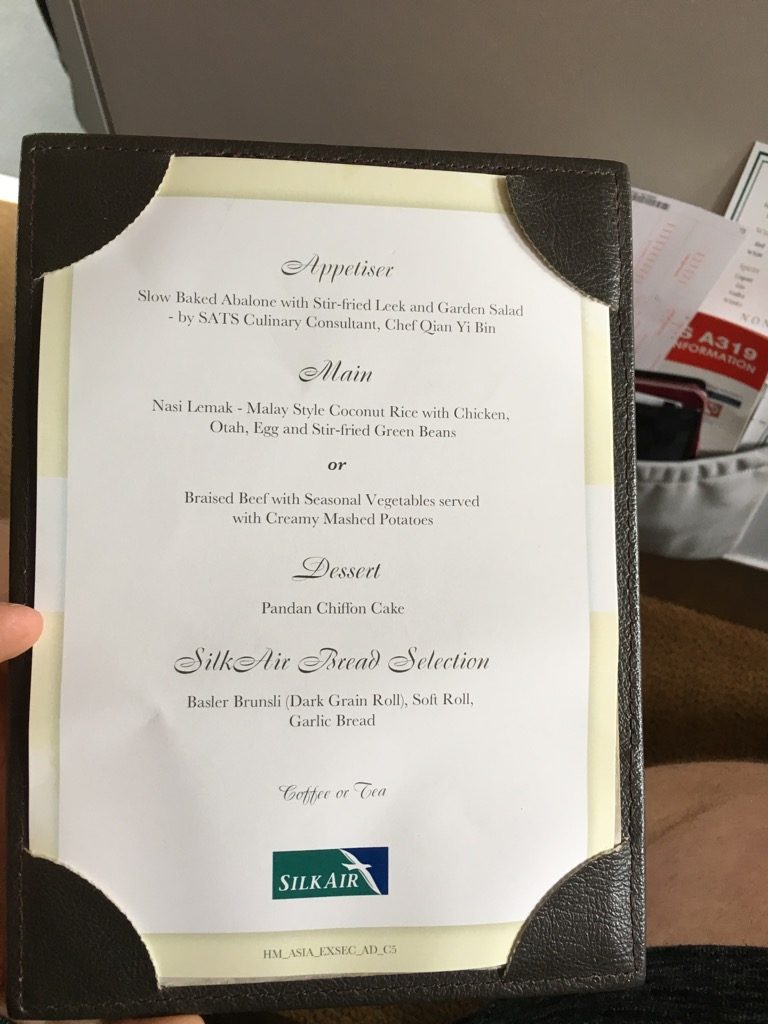 Appetiser
Slow Baked Abalone with Stir-fried Leek and Garden Salad
- by SATS Culinary Consultant, Chef Qian Yi Bin
Main
Nasi Lemak - Malay Style Coconut Rice with Chicken,
Otah, Egg and Stir-fried Green Beans
or
Braised Beef with Seasonal Vegetables served
with Creamy Mashed Potatoes
Dessert
Pandan Chiffon Cake
SilkAir Bread Selection
Basler Brunsli (Dark Grain Roll), Soft Roll,
Garlic Bread
Coffee or Tea
SILKAIR
HM_ASIA_EXSEC_AD_C5
S A319
NFORMATION
NON